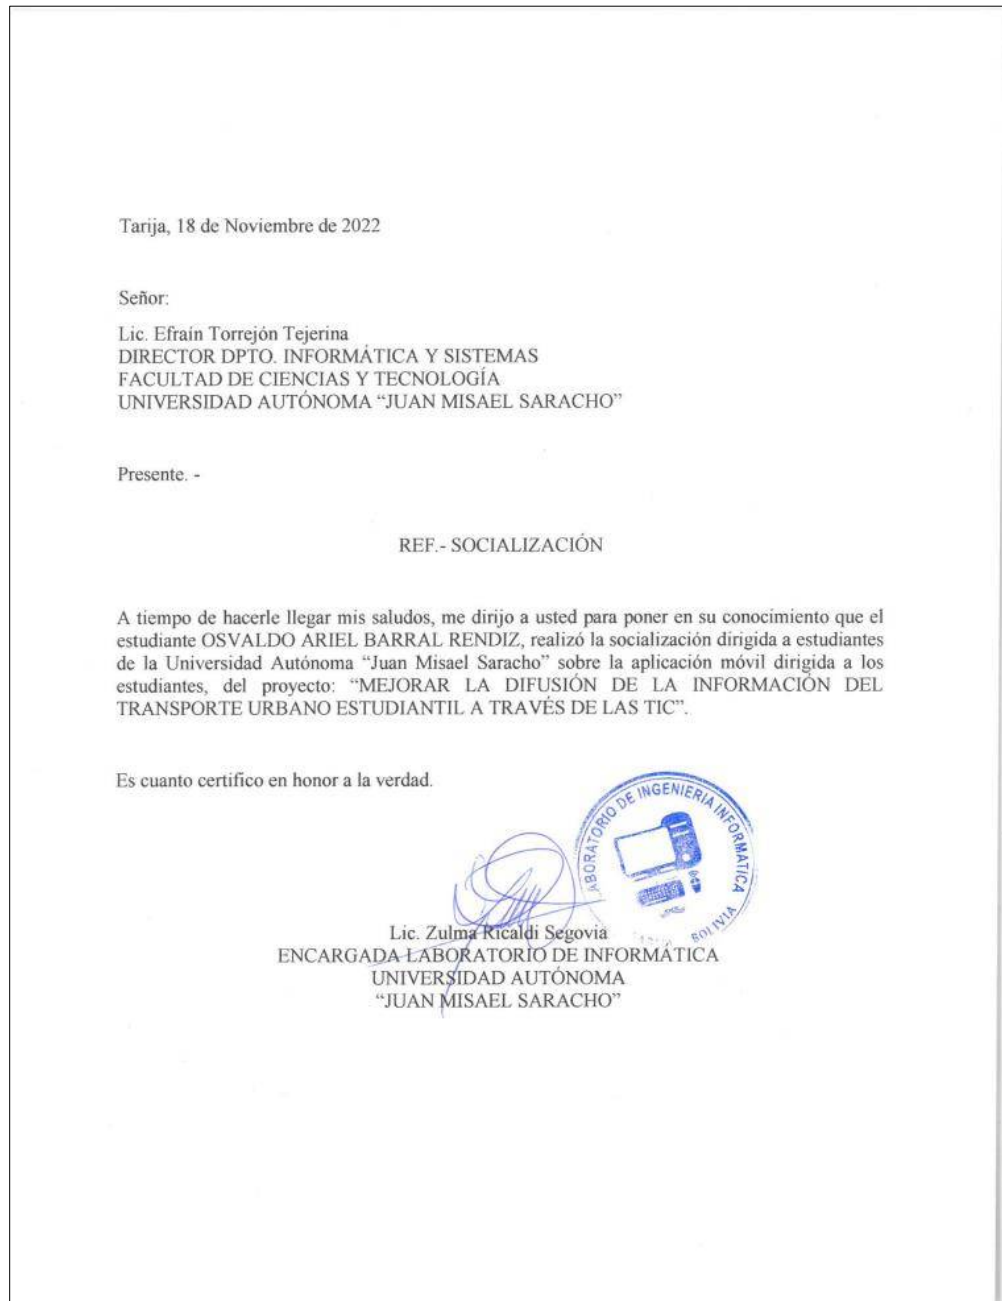 Tarija, 18 de Noviembre de 2022
Señor:
Lic. Efraín Torrejón Tejerina
DIRECTOR DPTO. INFORMÁTICA Y SISTEMAS
FACULTAD DE CIENCIAS Y TECNOLOGÍA
UNIVERSIDAD AUTÓNOMA “JUAN MISAEL SARACHO”
Presente. -
REF.- SOCIALIZACIÓN
A tiempo de hacerle llegar mis saludos, me dirijo a usted para poner en su conocimiento que el
estudiante OSVALDO ARIEL BARRAL RENDIZ, realizó la socialización dirigida a estudiantes
de la Universidad Autónoma “Juan Misael Saracho” sobre la aplicación móvil dirigida a los
estudiantes, del proyecto: “MEJORAR LA DIFUSIÓN DE LA INFORMACIÓN DEL
TRANSPORTE URBANO ESTUDIANTIL A TRAVÉS DE LAS TIC”.
Es cuanto certifico en honor a la verdad.
LABORATORIO DE INGENIERIA INFORMATICA
BOLIVIA
Lic. Zulma Ricaldi Segovia
ENCARGADA LABORATORIO DE INFORMÁTICA
UNIVERSIDAD AUTÓNOMA
“JUAN MISAEL SARACHO”